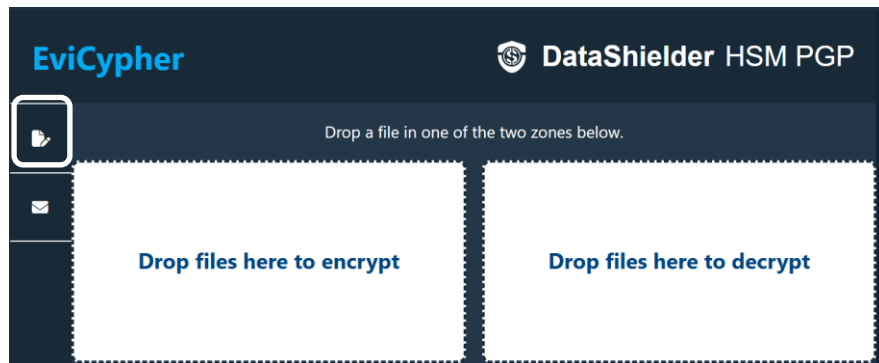 EviCypher
DataShielder HSM PGP
Drop a file in one of the two zones below.
Drop files here to encrypt
Drop files here to decrypt